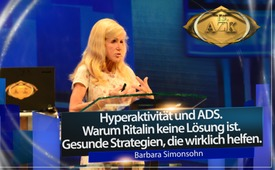 AZK
Hyperaktivität und ADS.
Warum Ritalin keine Lösung ist.
Gesunde Strategien, die wirklich helfen.
Barbara Simonsohn